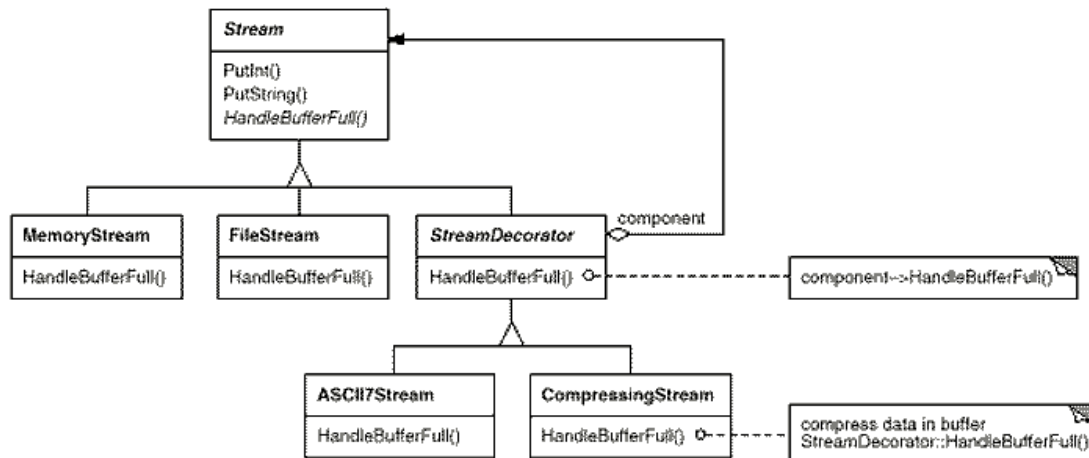 Stream
PutInt()
PutString()
HandleBufferFull()
component
MemoryStream
HandleBufferFull()
FileStream
HandleBufferFull()
StreamDecorator
HandleBufferFull()
component->HandleBufferFull()
ASCII7Stream
HandleBufferFull()
CompressingStream
HandleBufferFull()
compress data in buffer
StreamDecorator::HandleBufferFull()